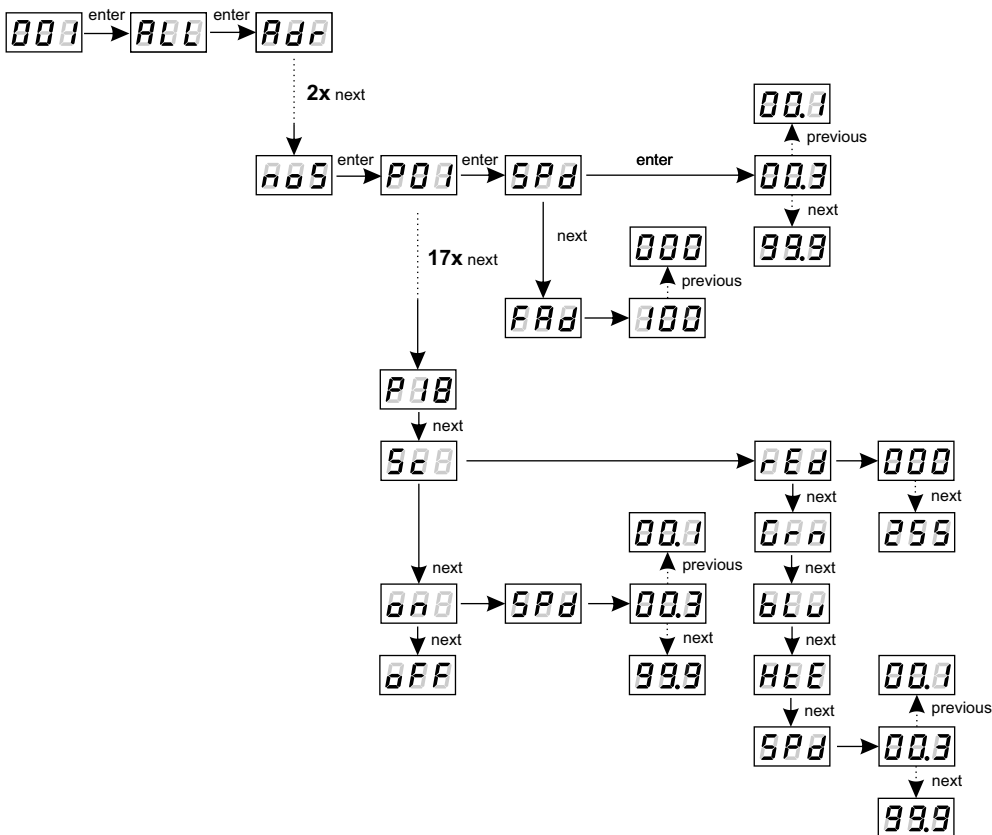 enter enter
001 ALL Adr
2x next
00.1
previous
enter enter enter
noS P01 SPd 00.3
next
next
17x next
000 99.9
previous
FAd 100
P18
next
Sc rEd 000
next next
00.1 Grn 255
previous
next next
on SPd 00.3 bLu
next next next
oFF 99.9 HtE 00.1
next previous
SPd 00.3
next
99.9